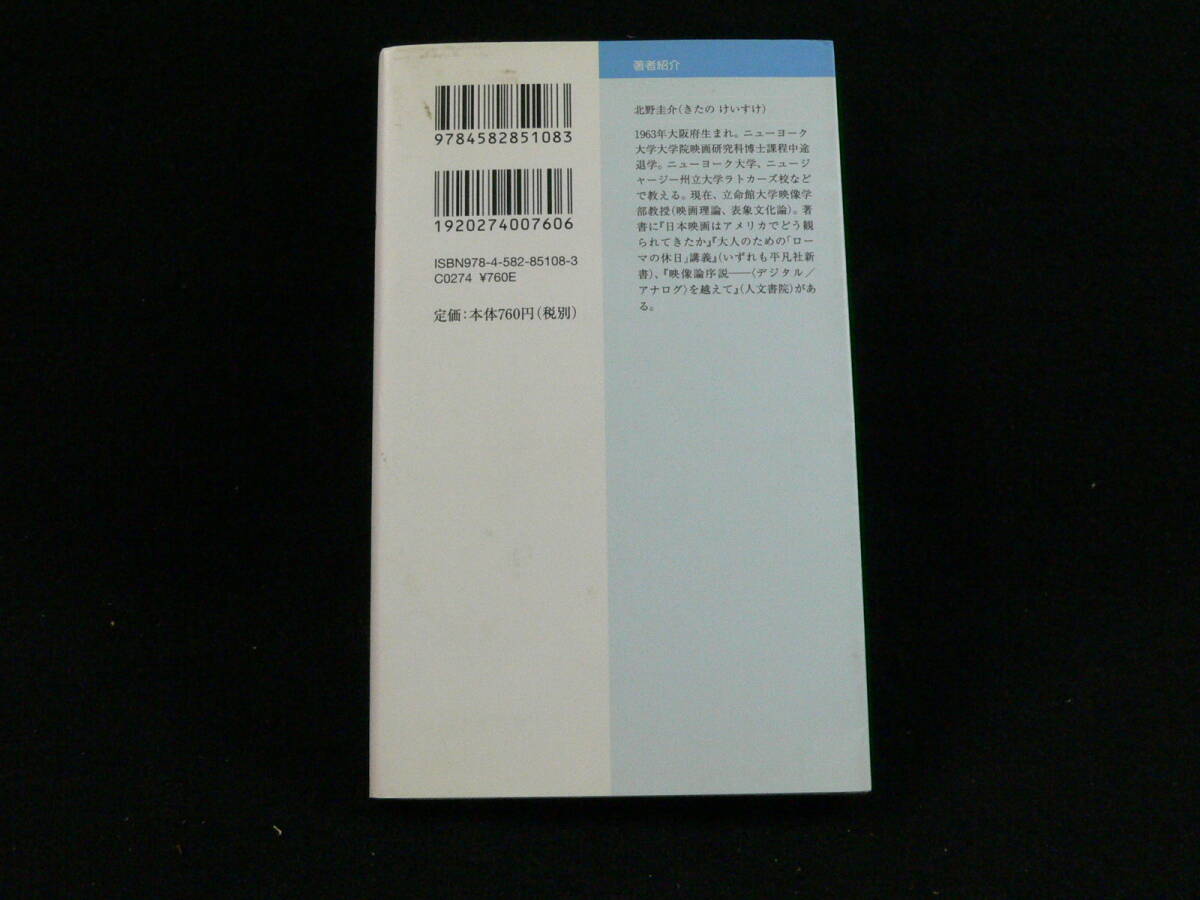 9784582851083
1920274007606
ISBN978-4-582-85108-3
C0274 ¥760E
定価:本体760円(税別)
著者紹介
北野圭介(きたの けいすけ)
1963年大阪府生まれ。ニューヨーク
大学大学院映画研究科博士課程中途
退学。ニューヨーク大学、ニュージ
ャージー州立大学ラトガーズ校など
で教える。現在、立命館大学映像学
部教授(映画理論、表象文化論)。著
書に『日本映画はアメリカでどう観
られてきたか』『大人のための「ロー
マの休日」講義』(いずれも平凡社新
書)、『映像論序説――〈デジタル/
アナログ〉を越えて』(人文書院)があ
る。